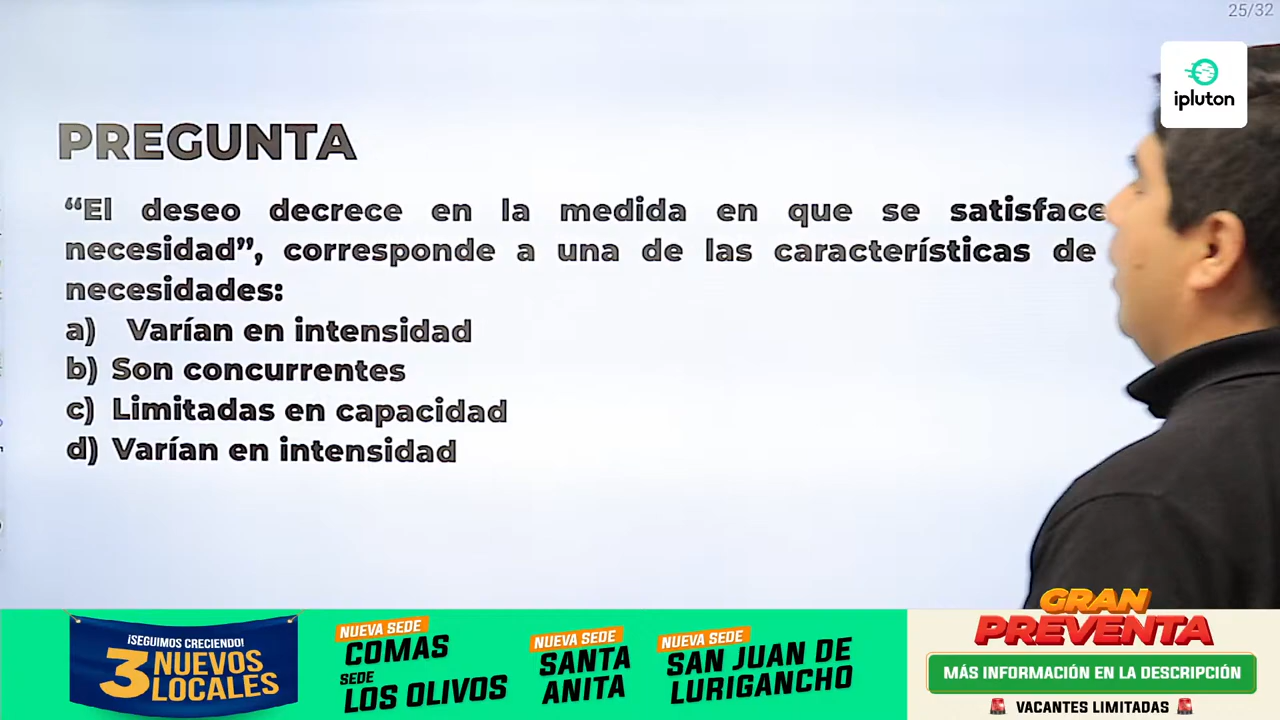 25/32
ipluton
PREGUNTA
“El deseo decrece en la medida en que se satisface
necesidad”, corresponde a una de las características de
necesidades:
a) Varían en intensidad
b) Son concurrentes
c) Limitadas en capacidad
d) Varían en intensidad
¡SEGUIMOS CRECIENDO!
3 NUEVOS
LOCALES
NUEVA SEDE
COMAS
SEDE
LOS OLIVOS
NUEVA SEDE
SANTA
ANITA
NUEVA SEDE
SAN JUAN DE
LURIGANCHO
GRAN
PREVENTA
MÁS INFORMACIÓN EN LA DESCRIPCIÓN
VACANTES LIMITADAS